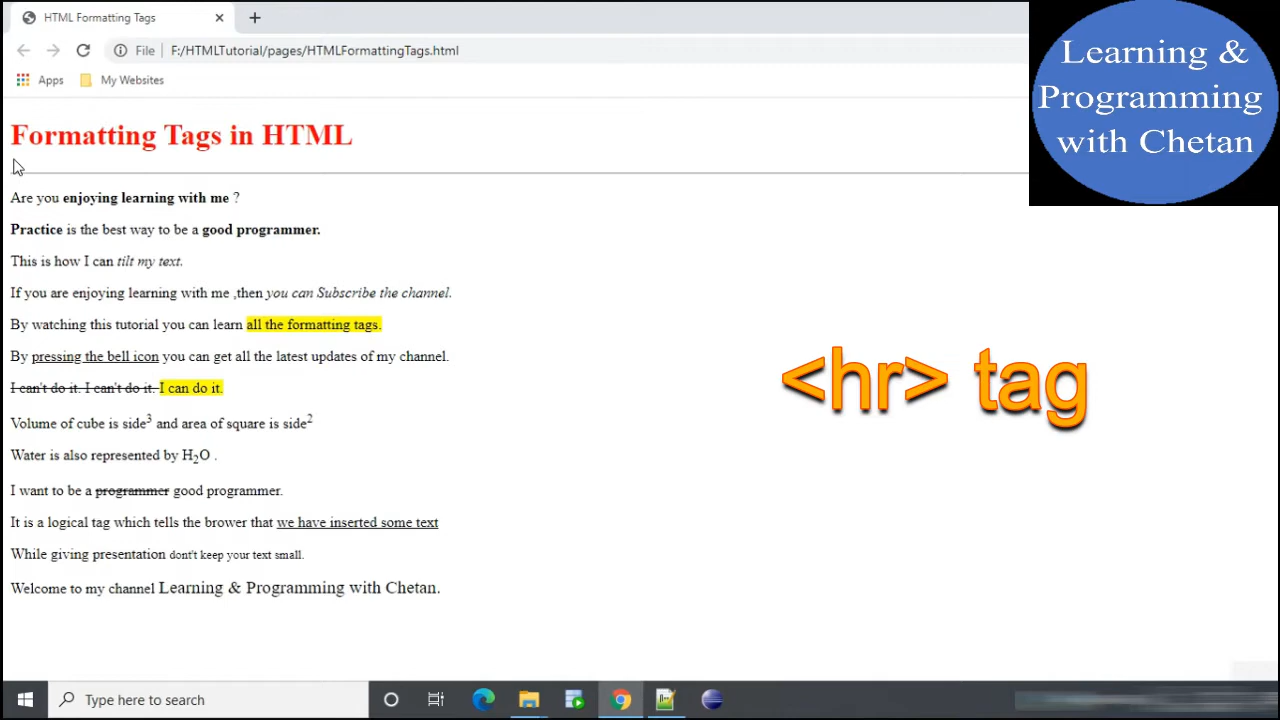 HTML Formatting Tags
File | F:/HTMLTutorial/pages/HTMLFormattingTags.html
Apps My Websites
Learning &
Programming
with Chetan
Formatting Tags in HTML
Are you enjoying learning with me ?
Practice is the best way to be a good programmer.
This is how I can tilt my text.
If you are enjoying learning with me ,then you can Subscribe the channel.
By watching this tutorial you can learn all the formatting tags.
By pressing the bell icon you can get all the latest updates of my channel.
I can't do it. I can't do it. I can do it.
Volume of cube is side³ and area of square is side²
Water is also represented by H₂O .
I want to be a programmer good programmer.
It is a logical tag which tells the brower that we have inserted some text
While giving presentation don't keep your text small.
Welcome to my channel Learning & Programming with Chetan.
<hr> tag
Type here to search